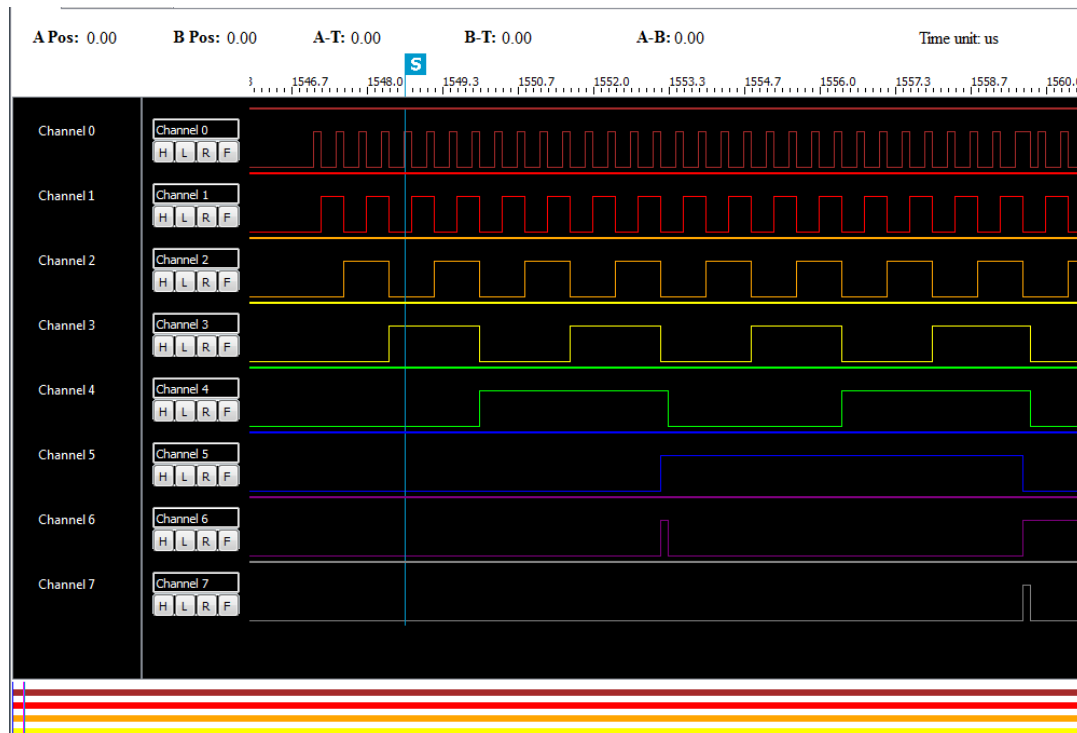 A Pos: 0.00 B Pos: 0.00 A-T: 0.00 B-T: 0.00 A-B: 0.00 Time unit: us
S
1546.7 1548.0 1549.3 1550.7 1552.0 1553.3 1554.7 1556.0 1557.3 1558.7
Channel 0 Channel 0
H L R F
Channel 1 Channel 1
H L R F
Channel 2 Channel 2
H L R F
Channel 3 Channel 3
H L R F
Channel 4 Channel 4
H L R F
Channel 5 Channel 5
H L R F
Channel 6 Channel 6
H L R F
Channel 7 Channel 7
H L R F